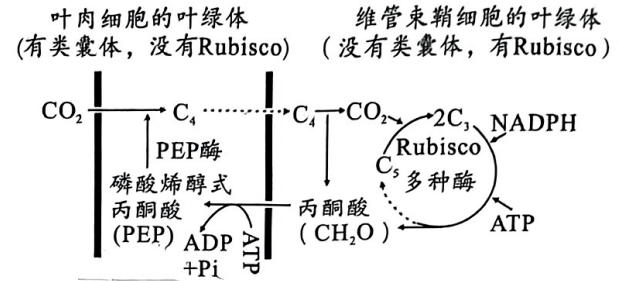 叶肉细胞的叶绿体
(有类囊体，没有Rubisco)
维管束鞘细胞的叶绿体
(没有类囊体，有Rubisco)
CO₂
C₄
C₄
CO₂
2C₃
NADPH
PEP酶
Rubisco
C₅
多种酶
磷酸烯醇式
丙酮酸
(PEP)
丙酮酸
(CH₂O)
ATP
ADP
+Pi
ATP